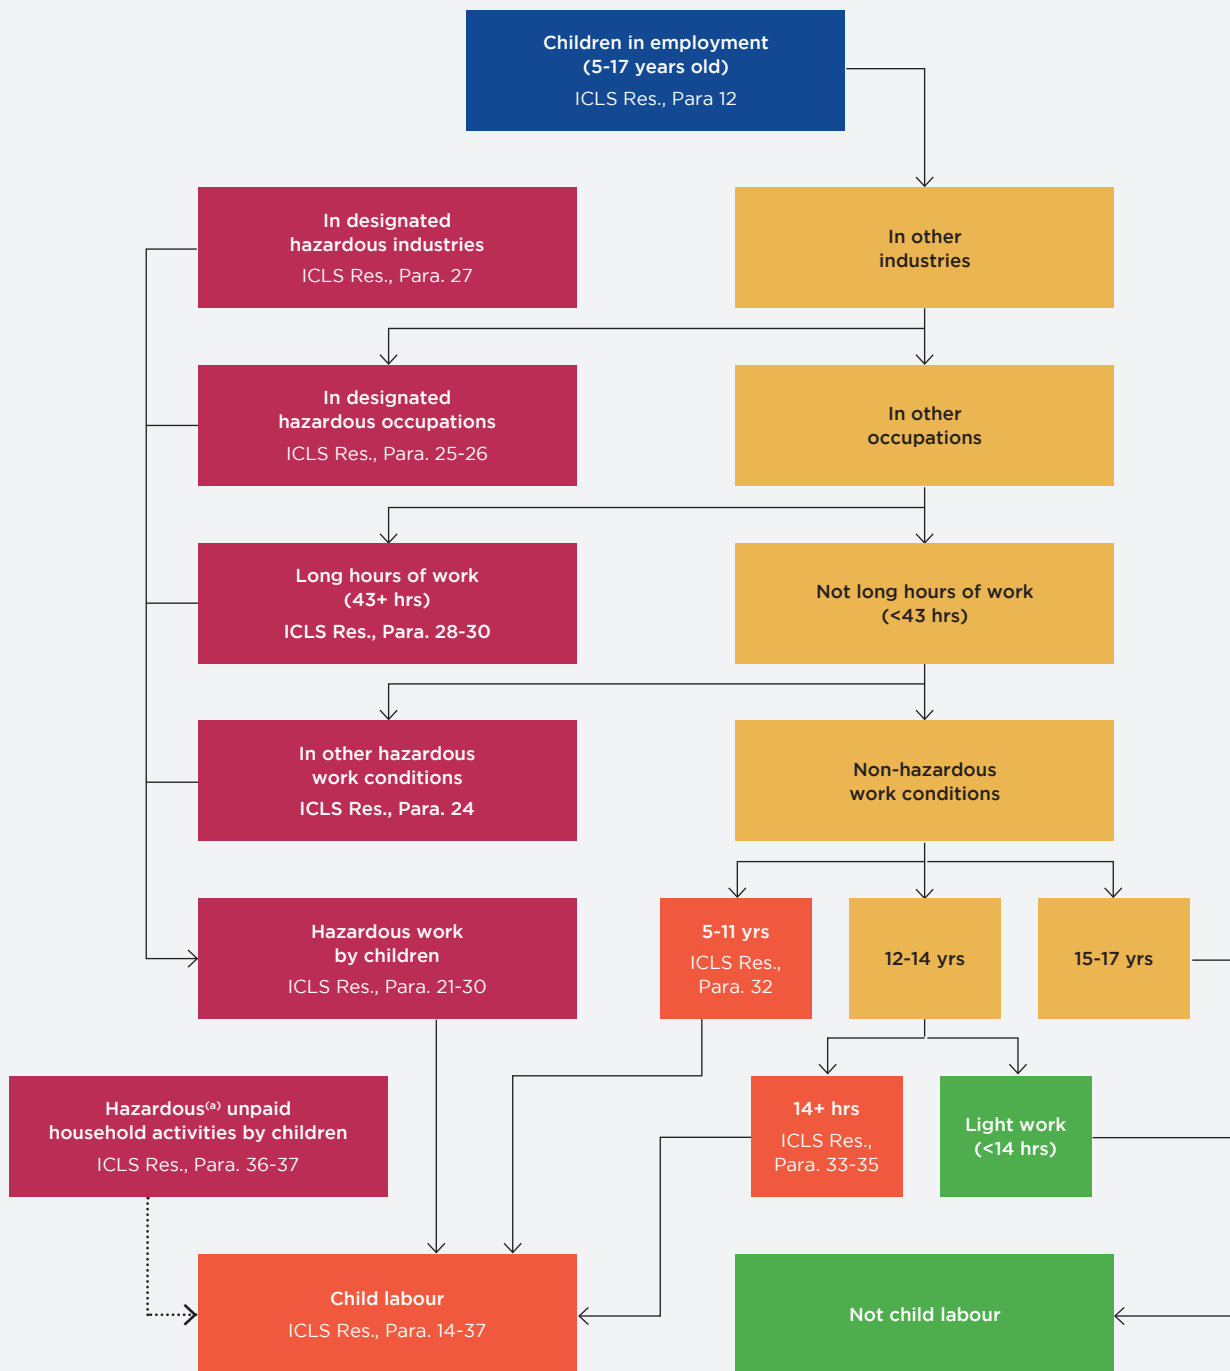 Children in employment
(5-17 years old)
ICLS Res., Para 12
In designated
hazardous industries
ICLS Res., Para. 27
In other
industries
In designated
hazardous occupations
ICLS Res., Para. 25-26
In other
occupations
Long hours of work
(43+ hrs)
ICLS Res., Para. 28-30
Not long hours of work
(<43 hrs)
In other hazardous
work conditions
ICLS Res., Para. 24
Non-hazardous
work conditions
Hazardous work
by children
ICLS Res., Para. 21-30
5-11 yrs
ICLS Res.,
Para. 32
12-14 yrs
15-17 yrs
Hazardous(a) unpaid
household activities by children
ICLS Res., Para. 36-37
14+ hrs
ICLS Res.,
Para. 33-35
Light work
(<14 hrs)
Child labour
ICLS Res., Para. 14-37
Not child labour